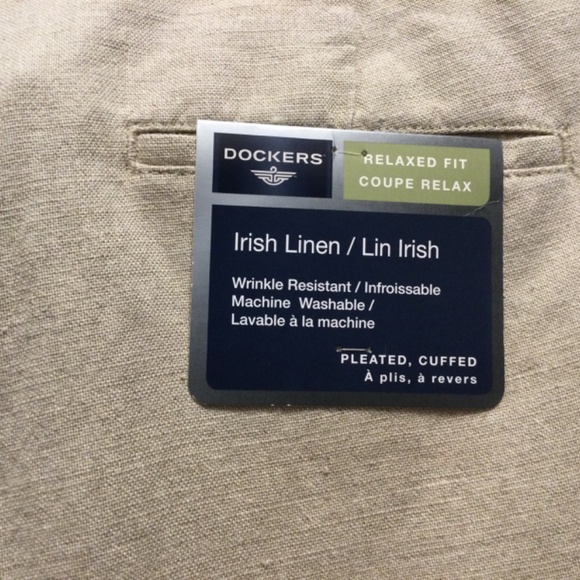 DOCKERS
RELAXED FIT
COUPE RELAX
Irish Linen / Lin Irish
Wrinkle Resistant / Infroissable
Machine Washable /
Lavable à la machine
PLEATED, CUFFED
À plis, à revers